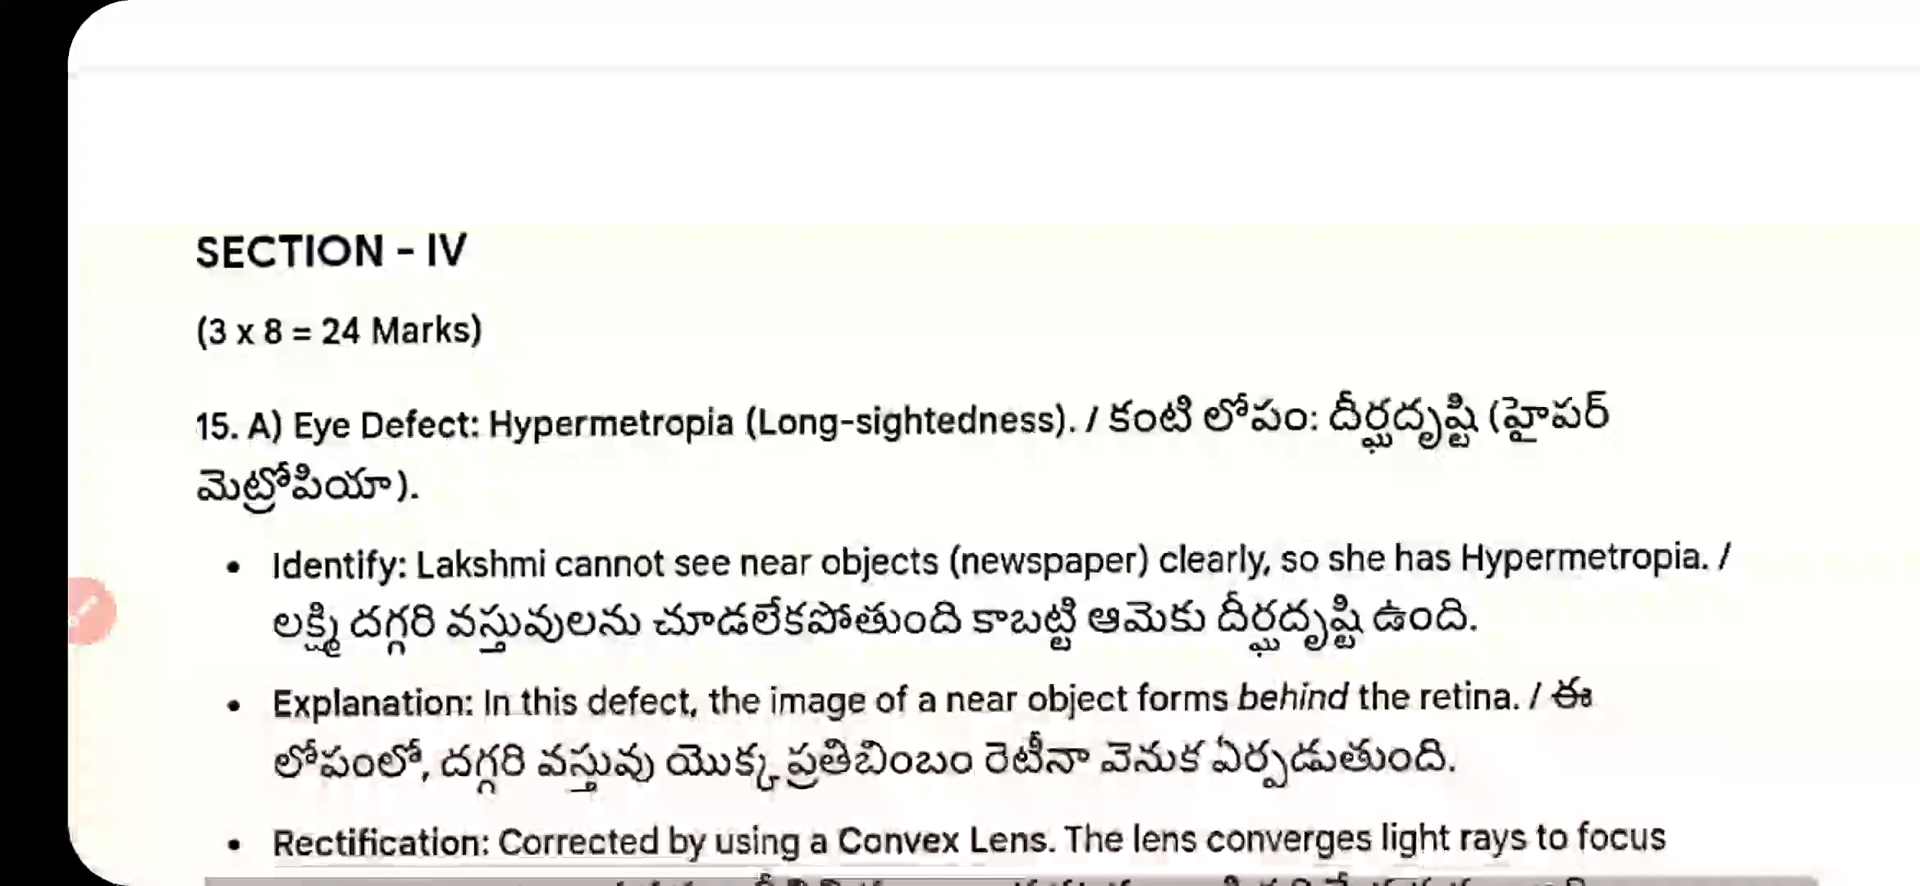 SECTION - IV
(3 x 8 = 24 Marks)
15. A) Eye Defect: Hypermetropia (Long-sightedness). / కంటి లోపం: దీర్ఘదృష్టి (హైపర్
మెట్రోపియా).
• Identify: Lakshmi cannot see near objects (newspaper) clearly, so she has Hypermetropia. /
లక్ష్మి దగ్గరి వస్తువులను చూడలేకపోతుంది కాబట్టి ఆమెకు దీర్ఘదృష్టి ఉంది.
• Explanation: In this defect, the image of a near object forms behind the retina. / ఈ
లోపంలో, దగ్గరి వస్తువు యొక్క ప్రతిబింబం రెటీనా వెనుక ఏర్పడుతుంది.
• Rectification: Corrected by using a Convex Lens. The lens converges light rays to focus